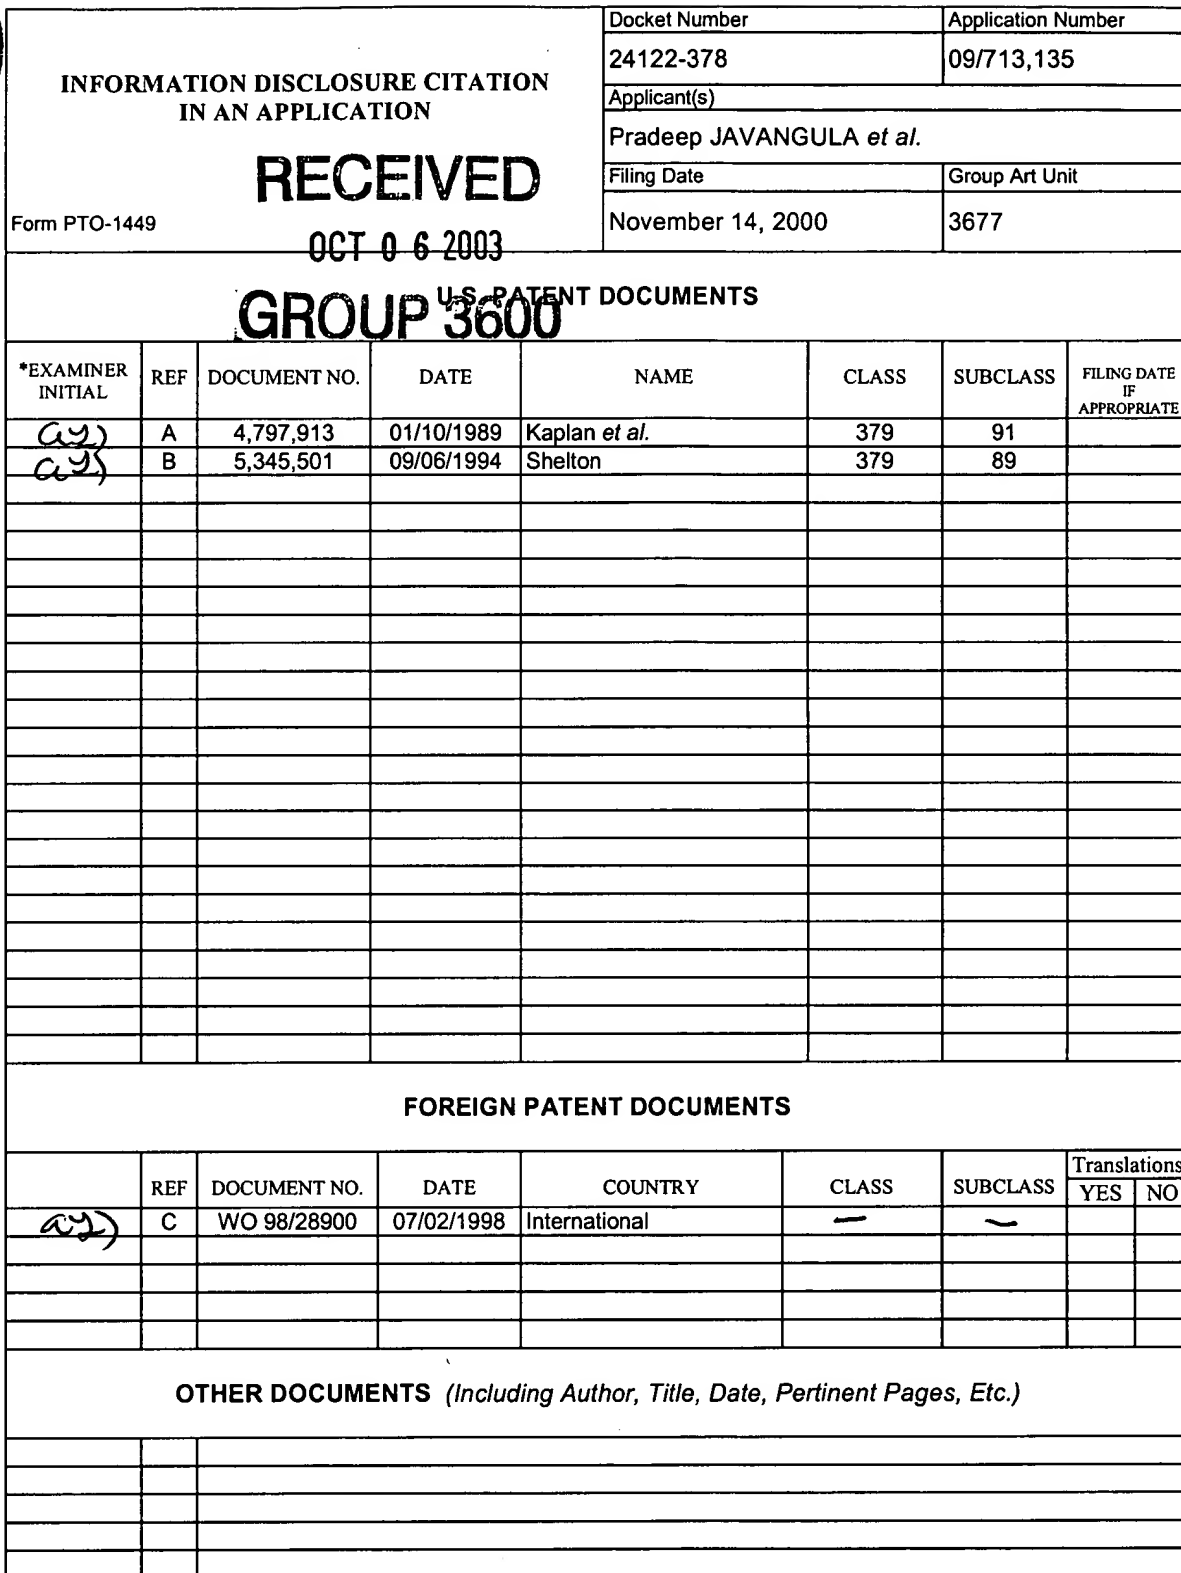 Docket Number
Application Number
24122-378
09/713,135
INFORMATION DISCLOSURE CITATION
IN AN APPLICATION
Applicant(s)
Pradeep JAVANGULA et al.
RECEIVED
Filing Date
Group Art Unit
Form PTO-1449
November 14, 2000
3677
OCT 06 2003
U.S. PATENT DOCUMENTS
GROUP 3600
*EXAMINER INITIAL REF DOCUMENT NO. DATE NAME CLASS SUBCLASS FILING DATE IF APPROPRIATE
A 4,797,913 01/10/1989 Kaplan et al. 379 91
B 5,345,501 09/06/1994 Shelton 379 89
FOREIGN PATENT DOCUMENTS
REF DOCUMENT NO. DATE COUNTRY CLASS SUBCLASS Translations YES NO
C WO 98/28900 07/02/1998 International — —
OTHER DOCUMENTS (Including Author, Title, Date, Pertinent Pages, Etc.)